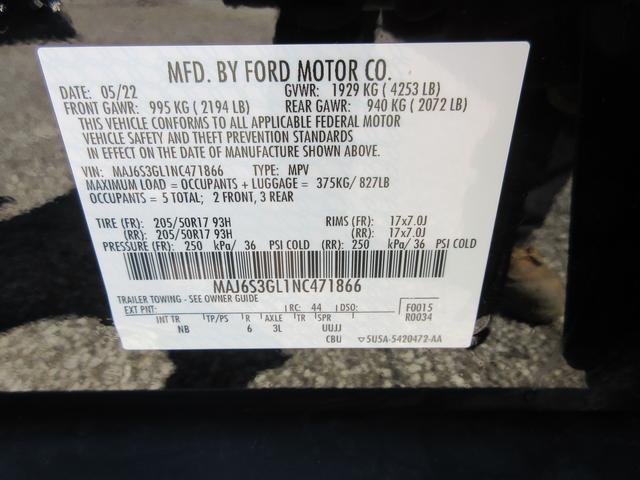 MFD. BY FORD MOTOR CO.
DATE: 05/22 GVWR: 1929 KG ( 4253 LB)
FRONT GAWR: 995 KG ( 2194 LB) REAR GAWR: 940 KG ( 2072 LB)
THIS VEHICLE CONFORMS TO ALL APPLICABLE FEDERAL MOTOR
VEHICLE SAFETY AND THEFT PREVENTION STANDARDS
IN EFFECT ON THE DATE OF MANUFACTURE SHOWN ABOVE.
VIN: MAJ6S3GL1NC471866 TYPE: MPV
MAXIMUM LOAD = OCCUPANTS + LUGGAGE = 375KG/ 827LB
OCCUPANTS = 5 TOTAL; 2 FRONT, 3 REAR
TIRE (FR): 205/50R17 93H RIMS (FR): 17x7.0J
(RR): 205/50R17 93H (RR): 17x7.0J
PRESSURE (FR): 250 kPa/ 36 PSI COLD (RR): 250 kPa/ 36 PSI COLD
MAJ6S3GL1NC471866
TRAILER TOWING - SEE OWNER GUIDE
EXT PNT: RC: 44 DSO: F0015
R0034
INT TR TP/PS R AXLE TR SPR
NB 6 3L UUJJ
CBU ▽5U5A-5420472-AA